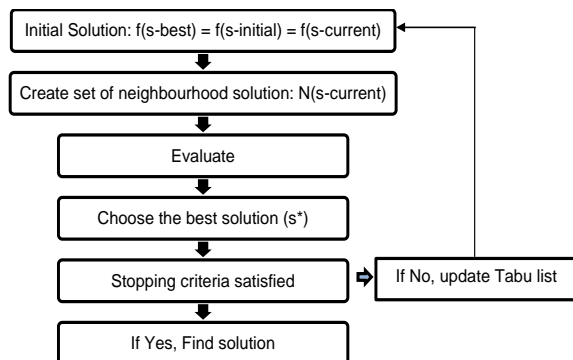 Initial Solution: f(s-best) = f(s-initial) = f(s-current)
Create set of neighbourhood solution: N(s-current)
Evaluate
Choose the best solution (s*)
Stopping criteria satisfied
If No, update Tabu list
If Yes, Find solution